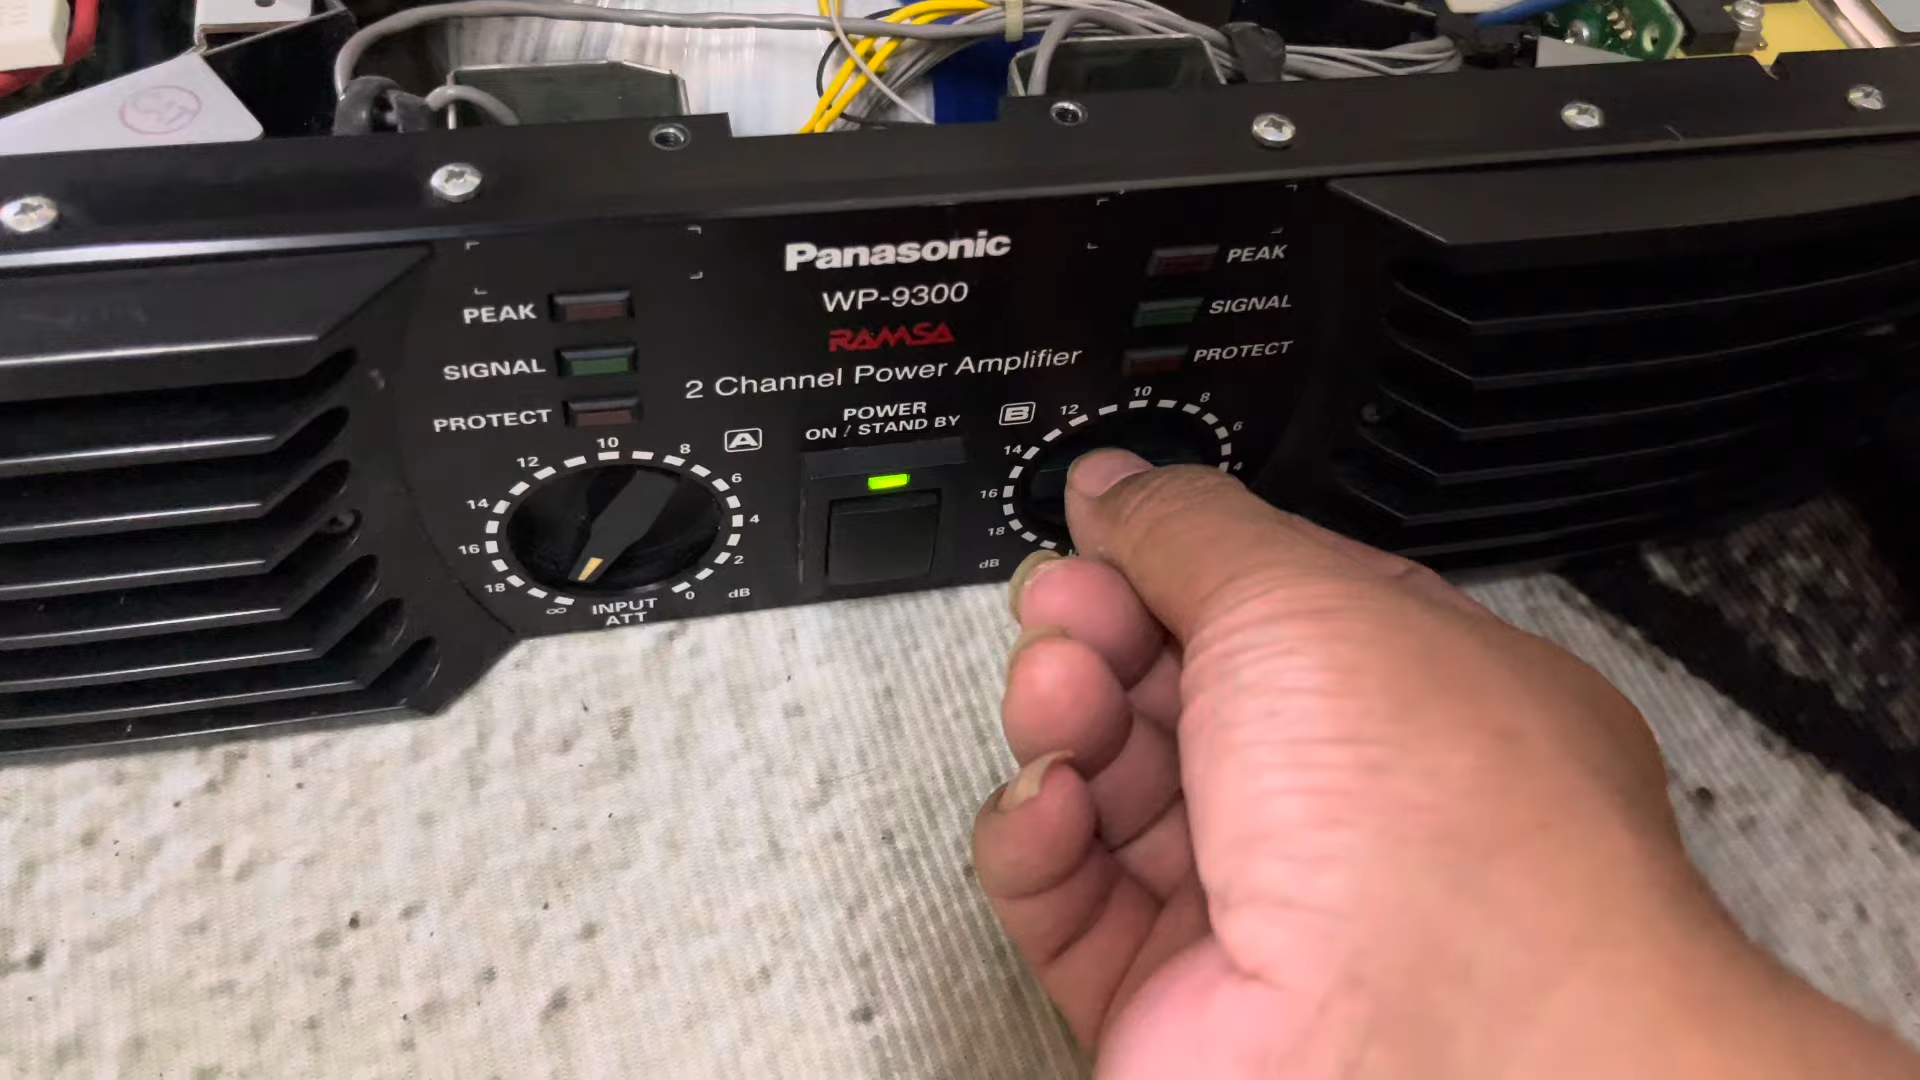 Panasonic
WP-9300
RAMSA
2 Channel Power Amplifier
PEAK
SIGNAL
PROTECT
A
10
8
12
6
14
4
16
2
18
0
∞
dB
INPUT
ATT
POWER
ON / STAND BY
PEAK
SIGNAL
PROTECT
B
10
8
12
6
14
4
16
18
dB